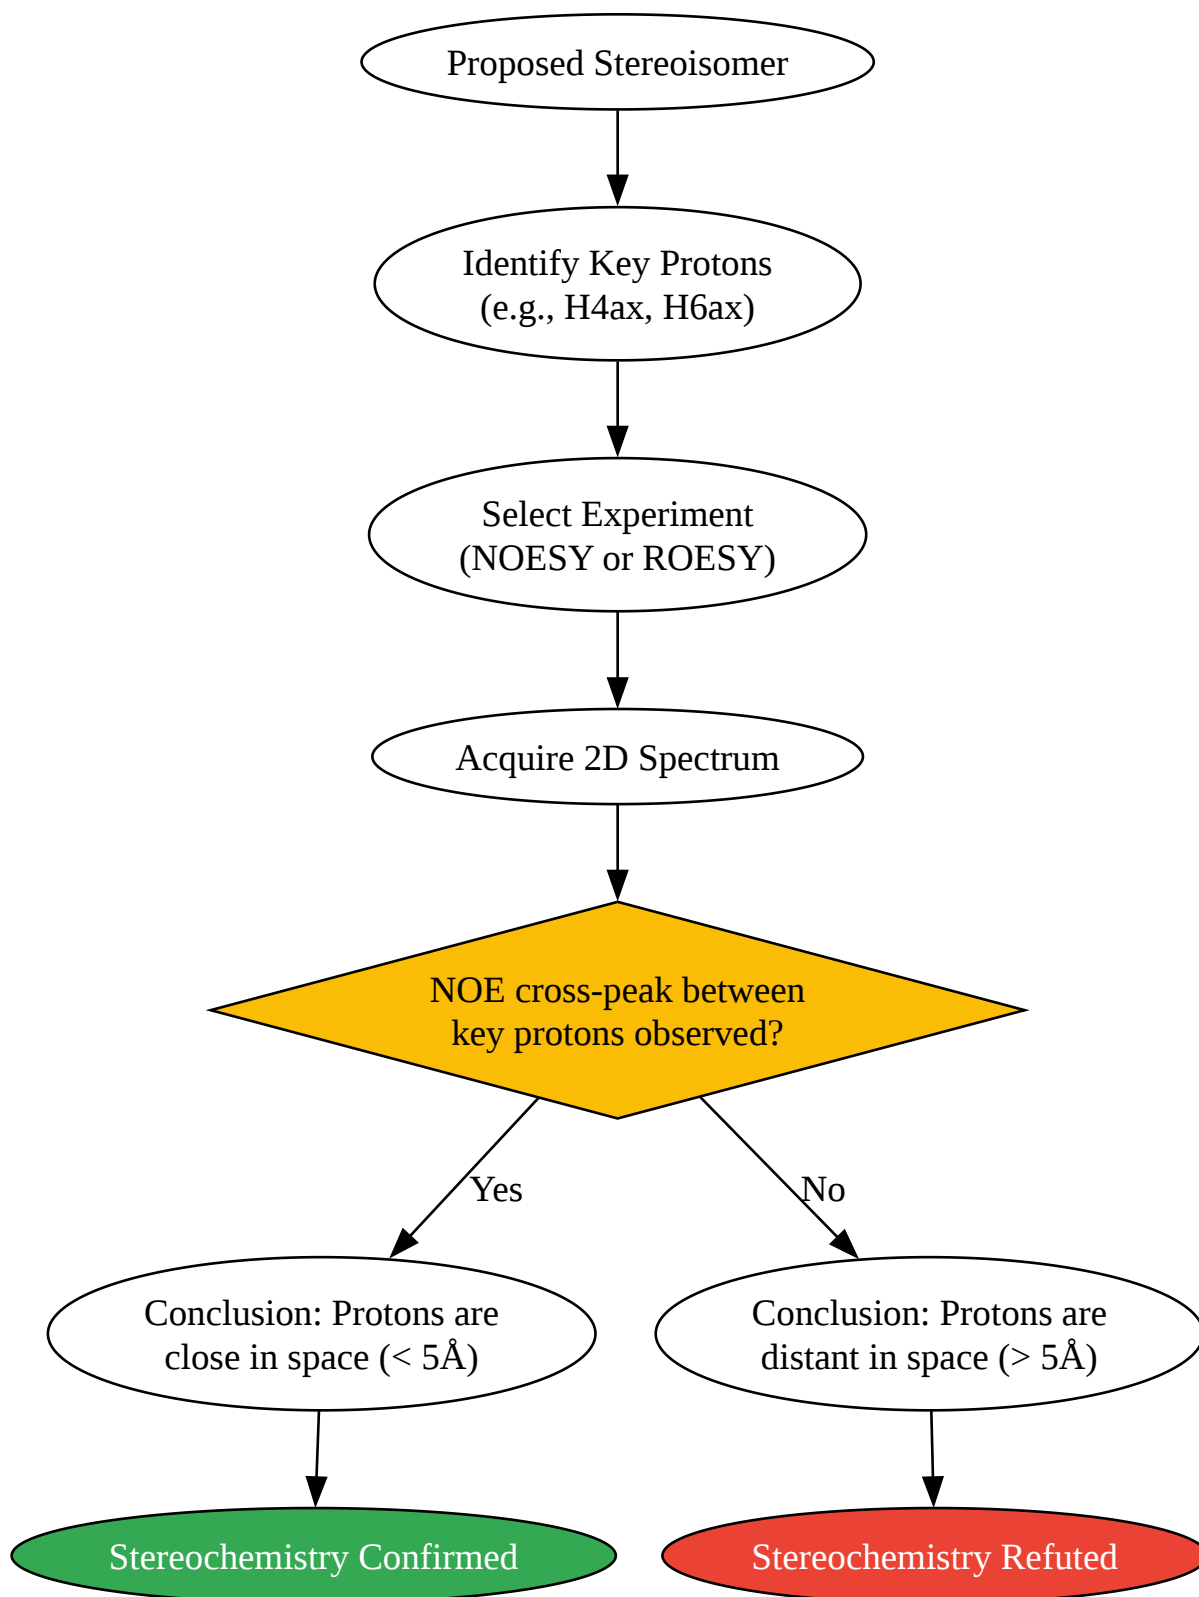 Proposed Stereoisomer
Identify Key Protons
(e.g., H4ax, H6ax)
Select Experiment
(NOESY or ROESY)
Acquire 2D Spectrum
NOE cross-peak between
key protons observed?
Yes
No
Conclusion: Protons are
close in space (< 5Å)
Conclusion: Protons are
distant in space (> 5Å)
Stereochemistry Confirmed
Stereochemistry Refuted